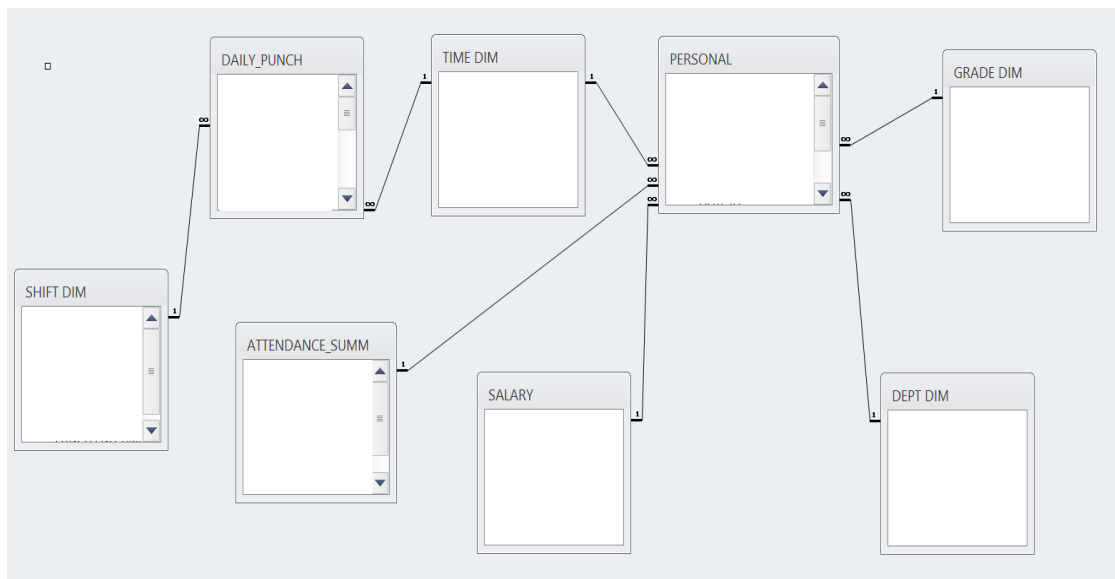 DAILY_PUNCH
TIME DIM
PERSONAL
GRADE DIM
1
1
1
∞
∞
∞
∞
∞
∞
∞
SHIFT DIM
1
ATTENDANCE_SUMM
1
SALARY
1
DEPT DIM
1